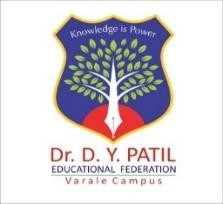 Knowledge is Power
Dr. D. Y. PATIL
EDUCATIONAL FEDERATION
Varale Campus